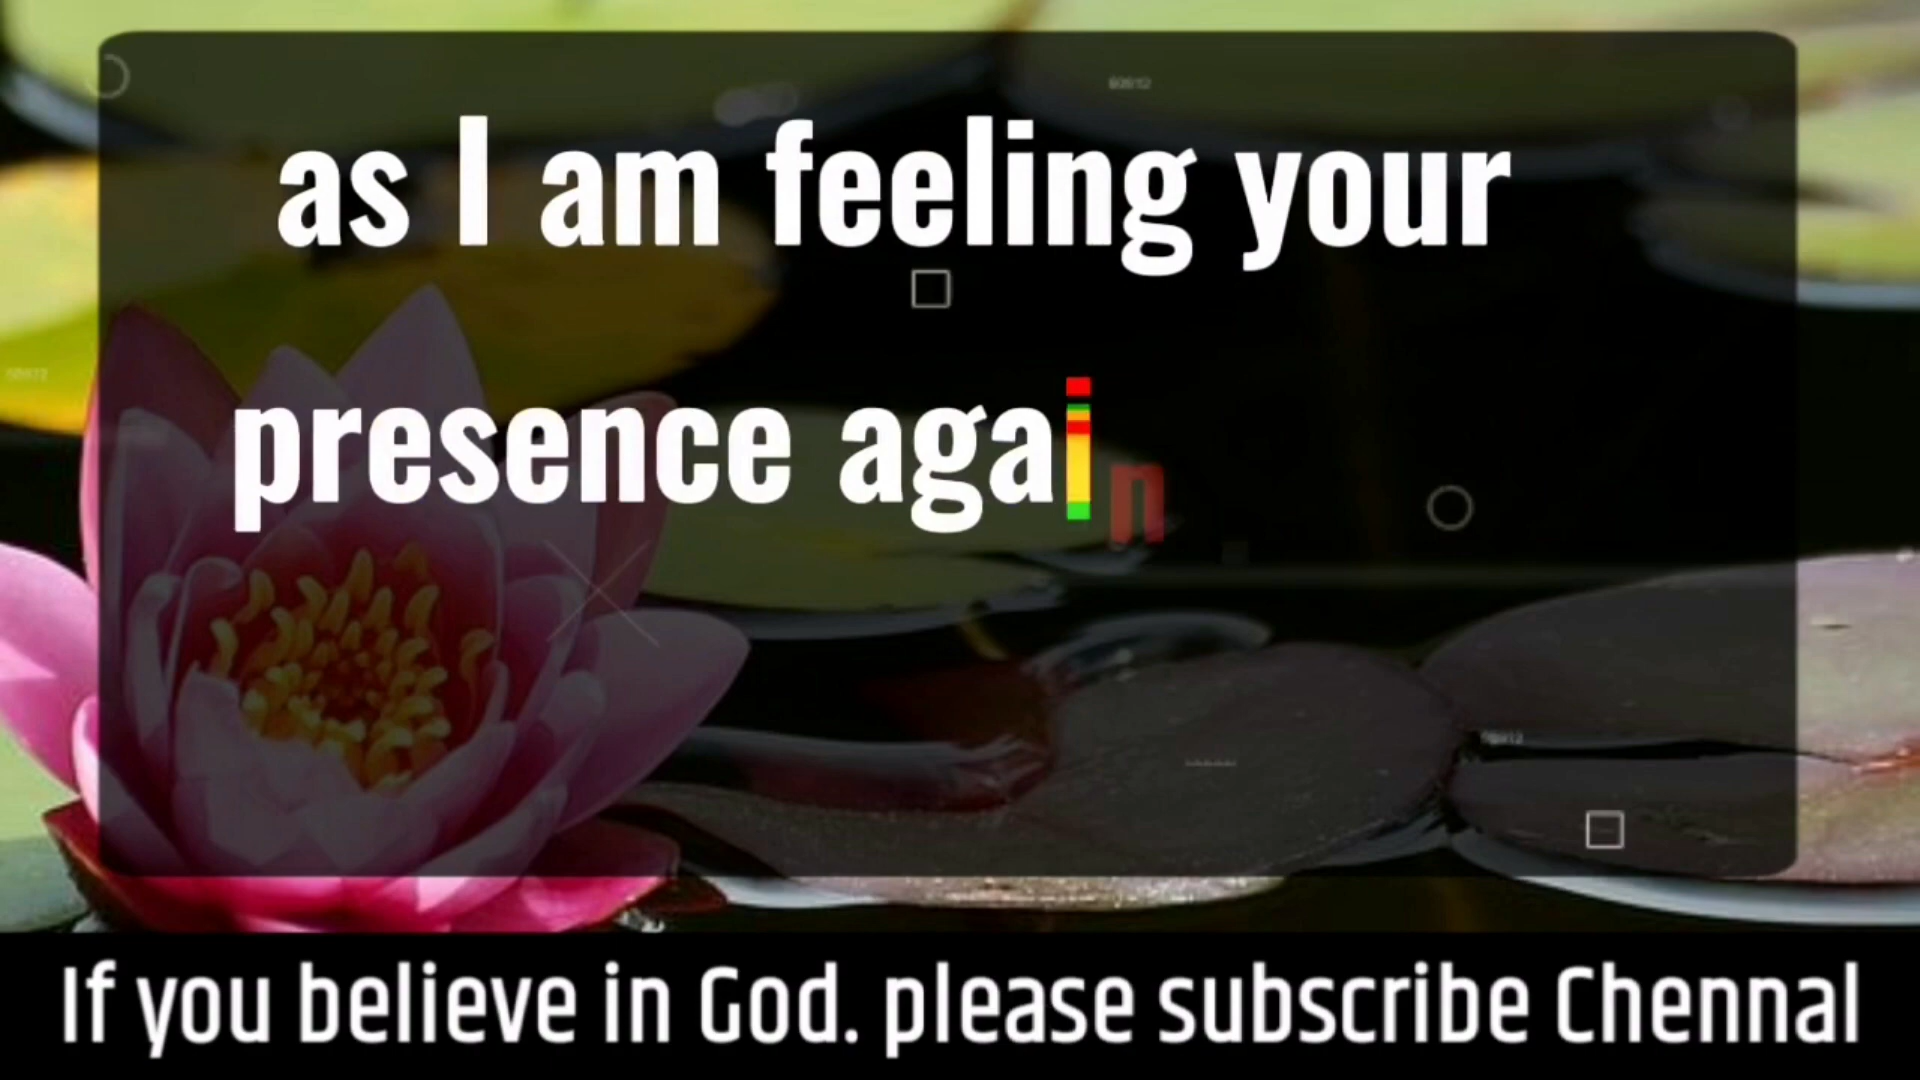 as I am feeling your
presence again
If you believe in God. please subscribe Chennal